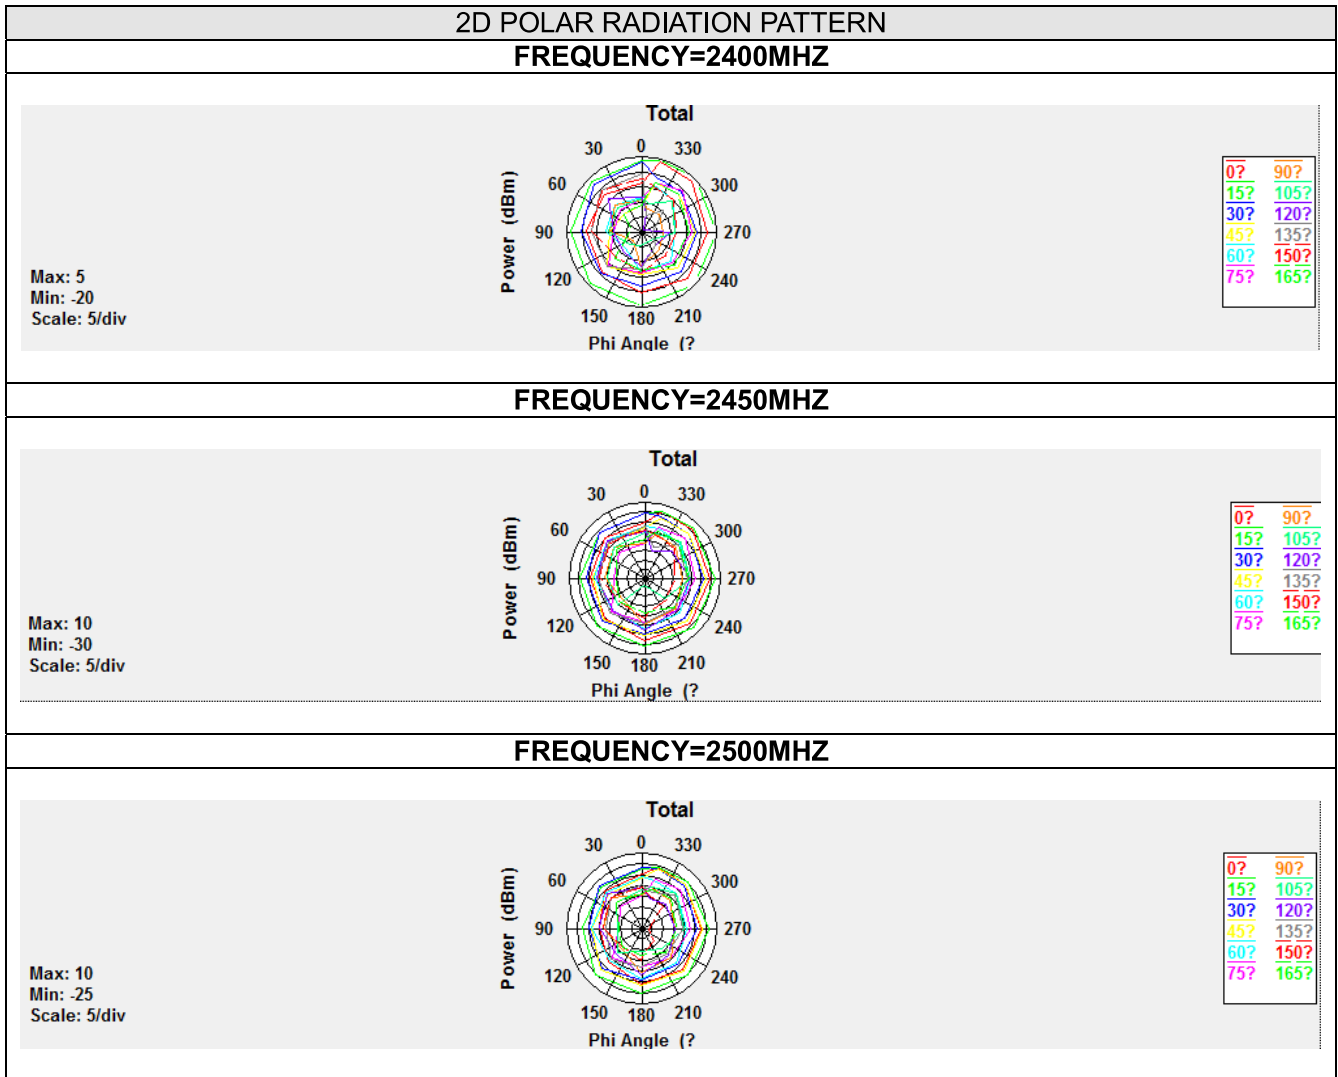 2D POLAR RADIATION PATTERN
FREQUENCY=2400MHZ
Total
30 0 330
60 300
90 270
120 240
150 180 210
Power (dBm)
Phi Angle (?
Max: 5
Min: -20
Scale: 5/div
0? 90?
15? 105?
30? 120?
45? 135?
60? 150?
75? 165?
FREQUENCY=2450MHZ
Total
30 0 330
60 300
90 270
120 240
150 180 210
Power (dBm)
Phi Angle (?
Max: 10
Min: -30
Scale: 5/div
0? 90?
15? 105?
30? 120?
45? 135?
60? 150?
75? 165?
FREQUENCY=2500MHZ
Total
30 0 330
60 300
90 270
120 240
150 180 210
Power (dBm)
Phi Angle (?
Max: 10
Min: -25
Scale: 5/div
0? 90?
15? 105?
30? 120?
45? 135?
60? 150?
75? 165?